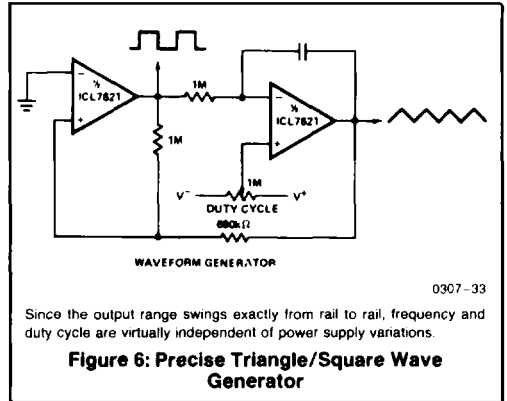 ½
ICL7621
1M
½
ICL7621
1M
1M
V⁻
V⁺
DUTY CYCLE
680kΩ
WAVEFORM GENERATOR
0307-33
Since the output range swings exactly from rail to rail, frequency and
duty cycle are virtually independent of power supply variations.
Figure 6: Precise Triangle/Square Wave
Generator